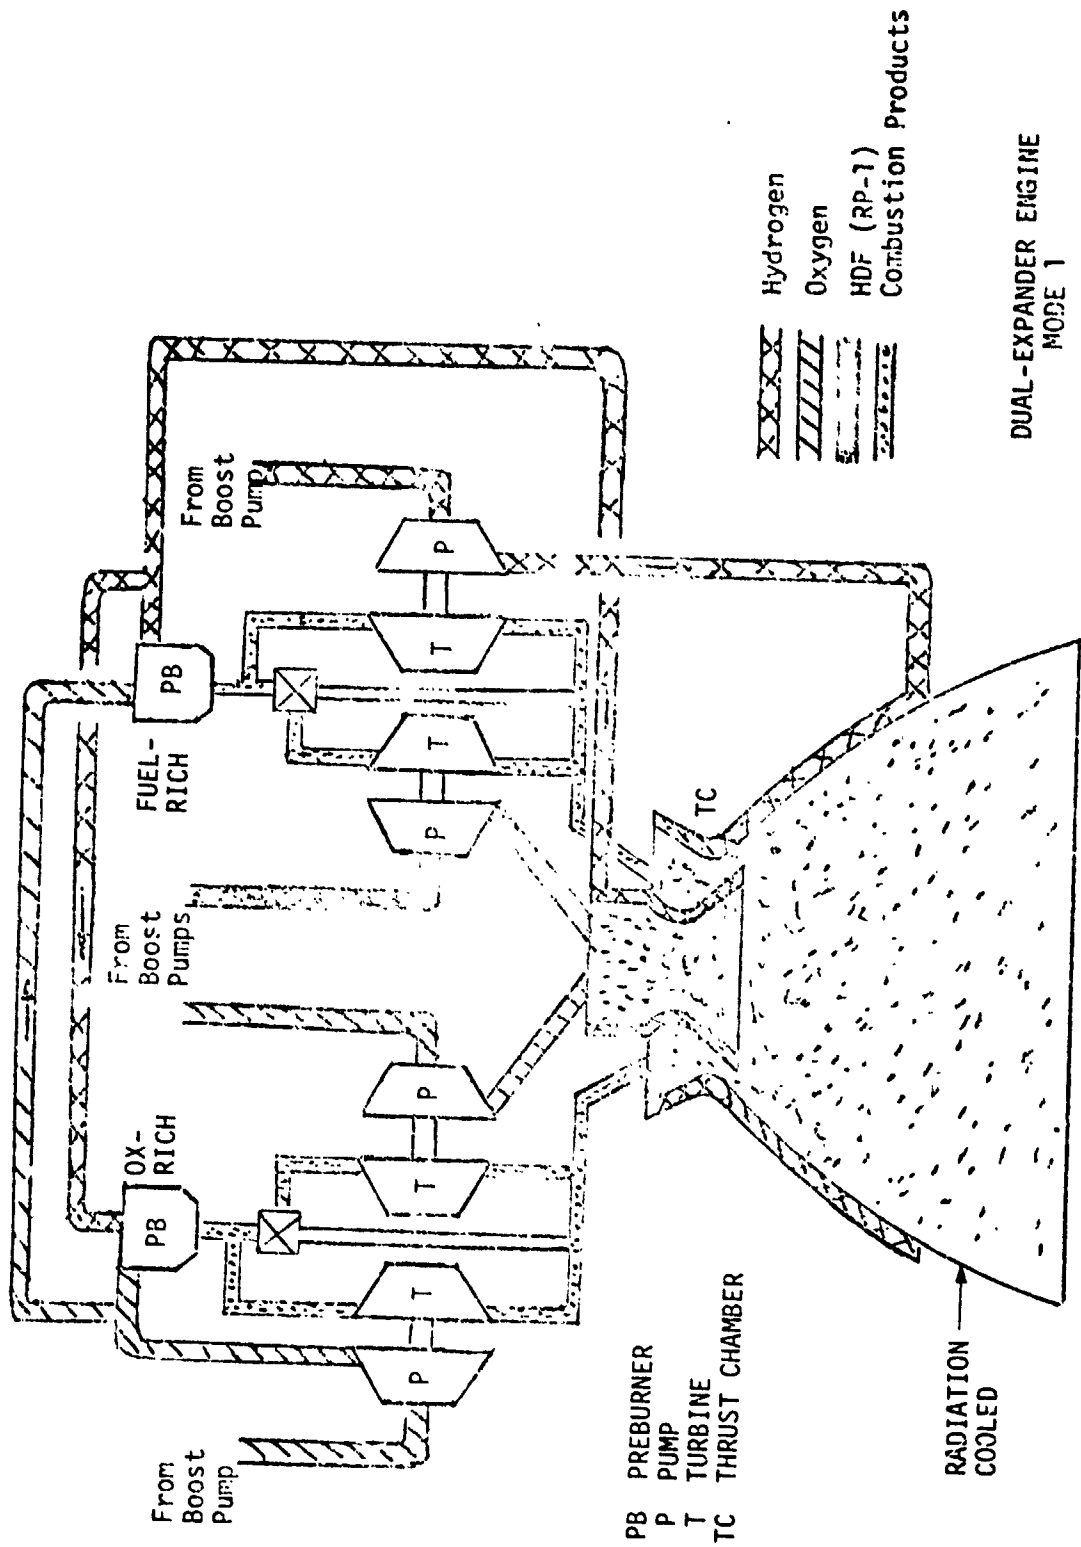 From
Boost
Pump
From
Boost
Pumps
From
Boost
Pump
OX-
RICH
PB
FUEL-
RICH
PB
P
T
T
P
P
T
T
P
TC
PB PREBURNER
P PUMP
T TURBINE
TC THRUST CHAMBER
RADIATION
COOLED
Hydrogen
Oxygen
HDF (RP-1)
Combustion Products
DUAL-EXPANDER ENGINE
MODE 1